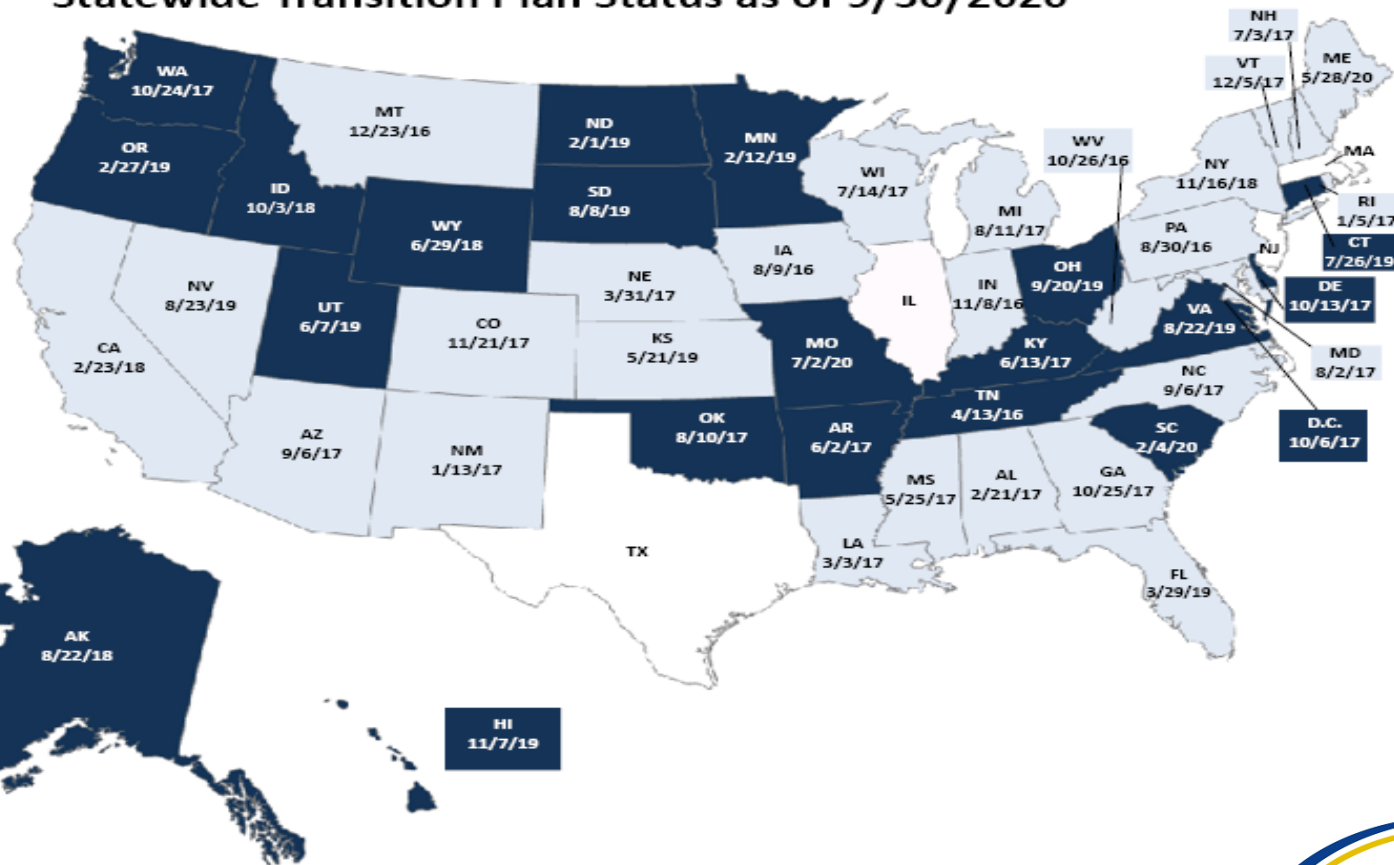 Statewide Transition Plan Status as of 9/30/2020
NH
7/3/17
VT
12/5/17
ME
5/28/20
WA
10/24/17
MT
12/23/16
ND
2/1/19
MN
2/12/19
OR
2/27/19
WI
7/14/17
WV
10/26/16
NY
11/16/18
MA
ID
10/3/18
SD
8/8/19
MI
8/11/17
RI
1/5/17
WY
6/29/18
PA
8/30/16
NJ
CT
7/26/19
IA
8/9/16
OH
9/20/19
NV
8/23/19
NE
3/31/17
IL
IN
11/8/16
DE
10/13/17
UT
6/7/19
CO
11/21/17
VA
8/22/19
CA
2/23/18
KS
5/21/19
MO
7/2/20
KY
6/13/17
MD
8/2/17
NC
9/6/17
TN
4/13/16
AZ
9/6/17
NM
1/13/17
OK
8/10/17
AR
6/2/17
SC
2/4/20
D.C.
10/6/17
MS
5/25/17
AL
2/21/17
GA
10/25/17
TX
LA
3/3/17
FL
3/29/19
AK
8/22/18
HI
11/7/19